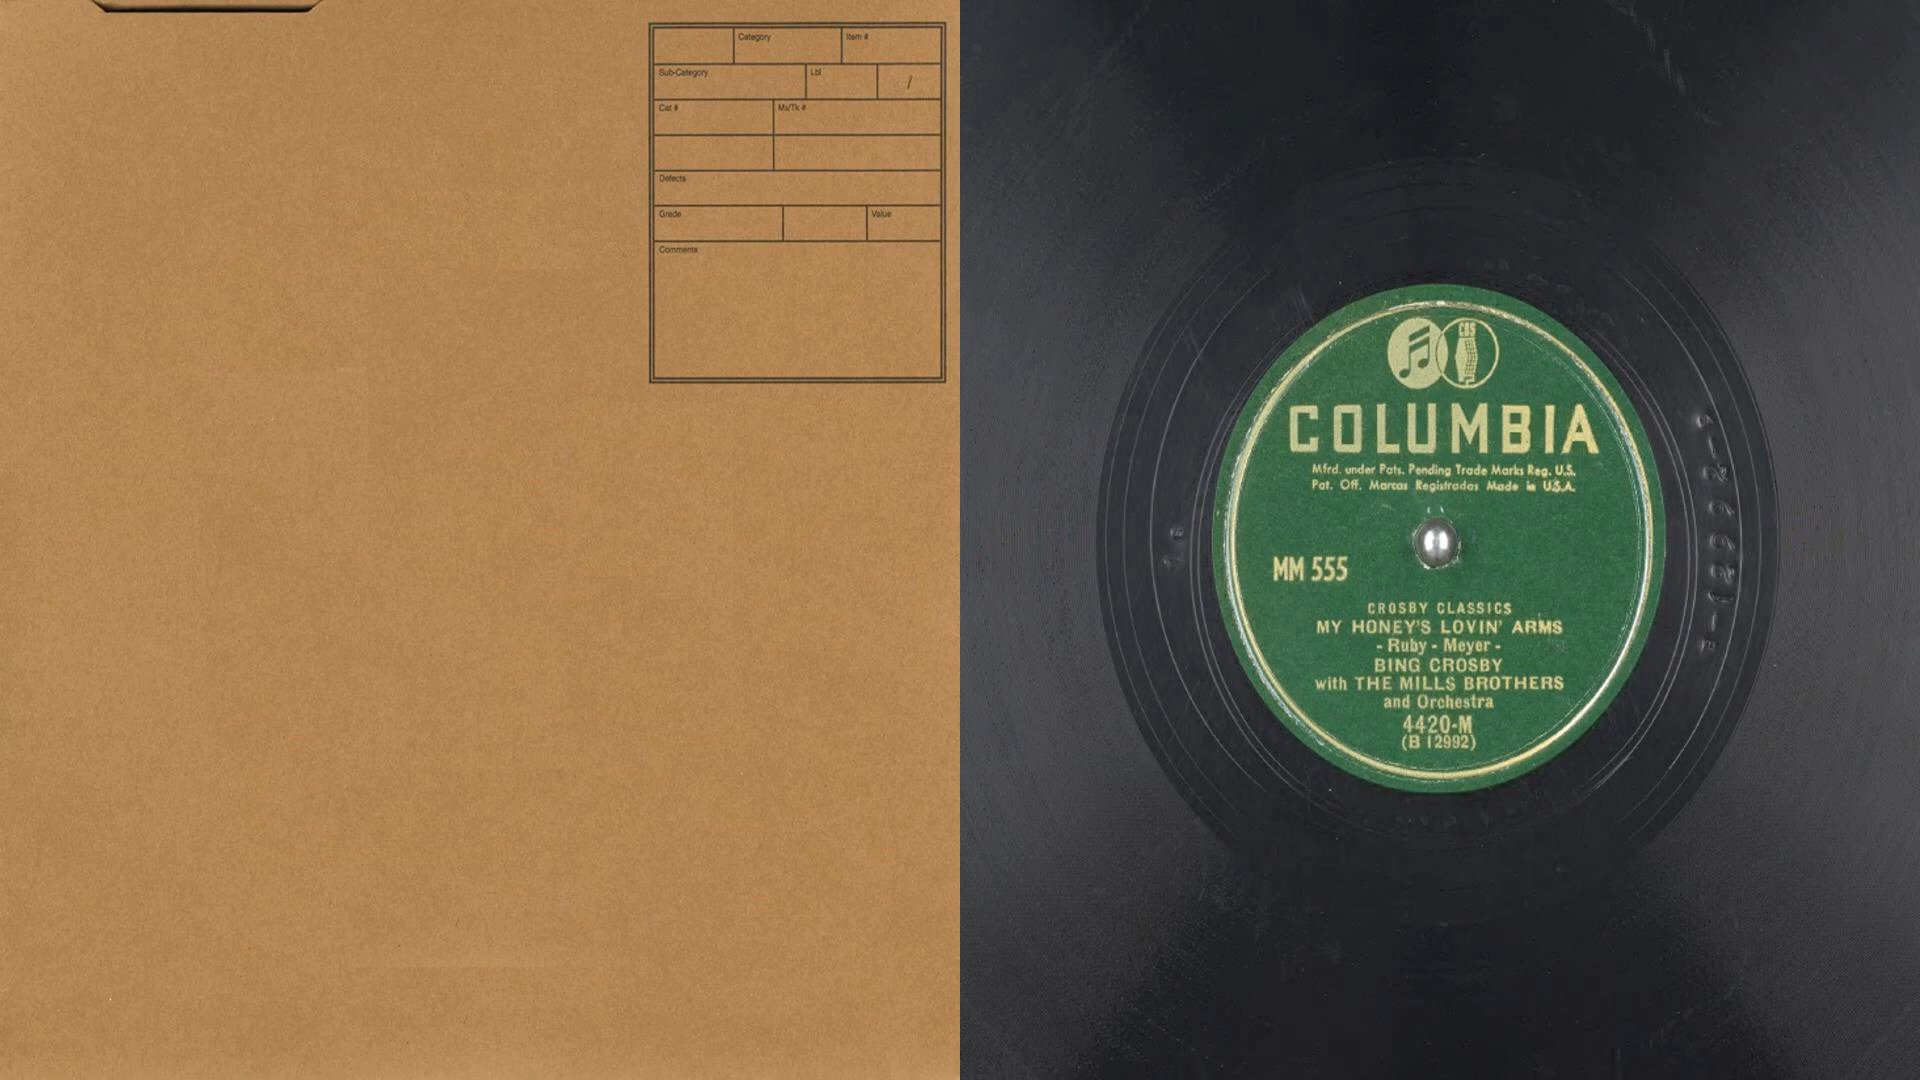 Category
Item #
Sub-Category
Lbl
/
Cat #
Mx/Tk #
Defects
Grade
Value
Comments
CBS
COLUMBIA
Mfrd. under Pats. Pending Trade Marks Reg. U.S.
Pat. Off. Marcas Registradas Made in U.S.A.
MM 555
CROSBY CLASSICS
MY HONEY'S LOVIN' ARMS
- Ruby - Meyer -
BING CROSBY
with THE MILLS BROTHERS
and Orchestra
4420-M
(B 12992)